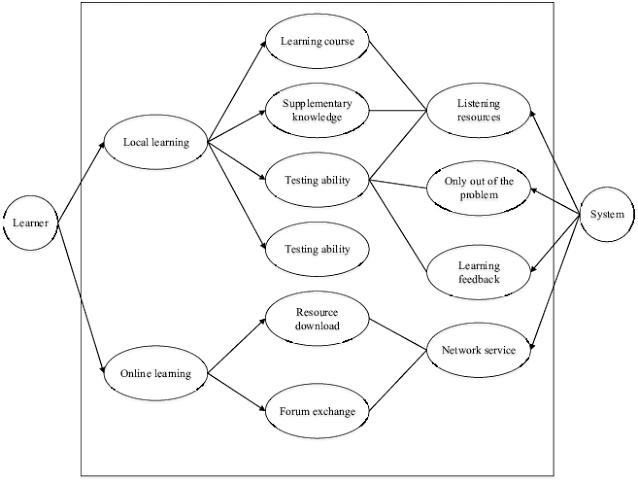 Learning course
Supplementary
knowledge
Listening
resources
Local learning
Testing ability
Only out of the
problem
Learner
System
Testing ability
Learning
feedback
Resource
download
Network service
Online learning
Forum exchange